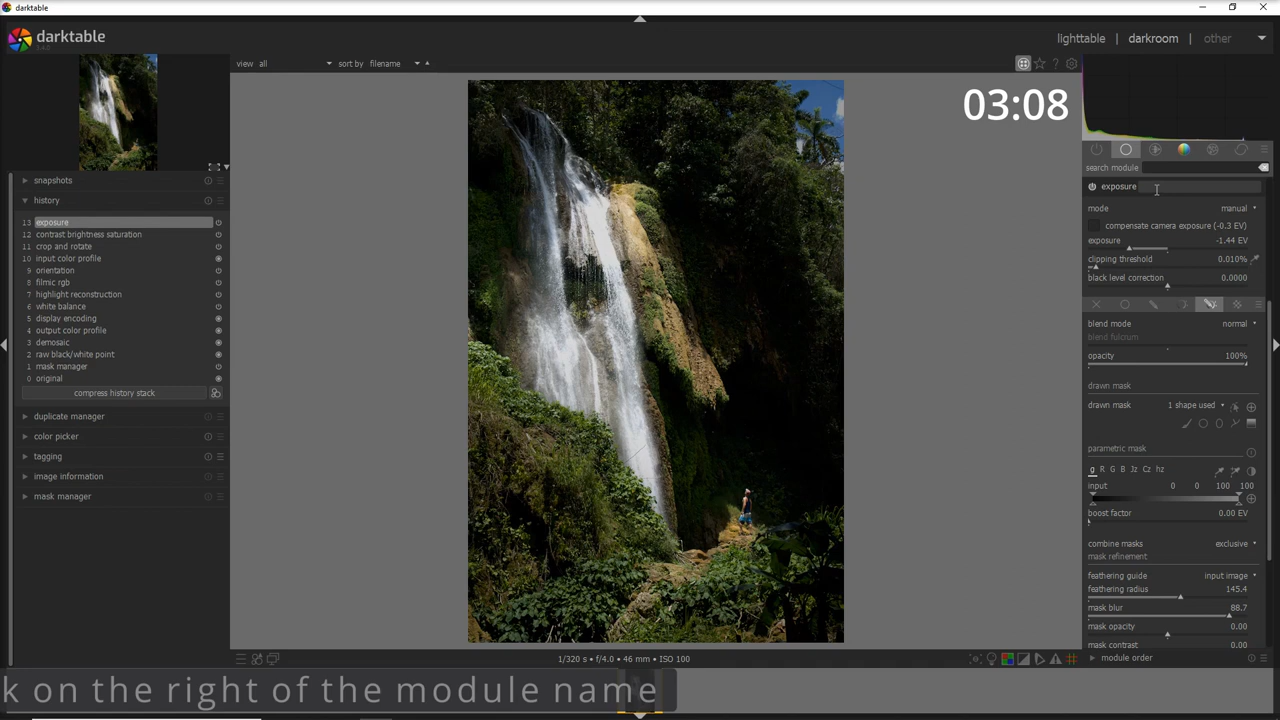 darktable
darktable
3.4.0
lighttable | darkroom | other
view all sort by filename
03:08
snapshots
history
13 exposure
12 contrast brightness saturation
11 crop and rotate
10 input color profile
9 orientation
8 filmic rgb
7 highlight reconstruction
6 white balance
5 display encoding
4 output color profile
3 demosaic
2 raw black/white point
1 mask manager
0 original
compress history stack
duplicate manager
color picker
tagging
image information
mask manager
search module
exposure
mode manual
compensate camera exposure (-0.3 EV)
exposure -1.44 EV
clipping threshold 0.010%
black level correction 0.0000
blend mode normal
blend fulcrum
opacity 100%
drawn mask
drawn mask 1 shape used
parametric mask
g R G B Jz Cz hz
input 0 0 100 100
boost factor 0.00 EV
combine masks exclusive
mask refinement
feathering guide input image
feathering radius 145.4
mask blur 88.7
mask opacity 0.00
mask contrast 0.00
module order
1/320 s • f/4.0 • 46 mm • ISO 100
k on the right of the module name